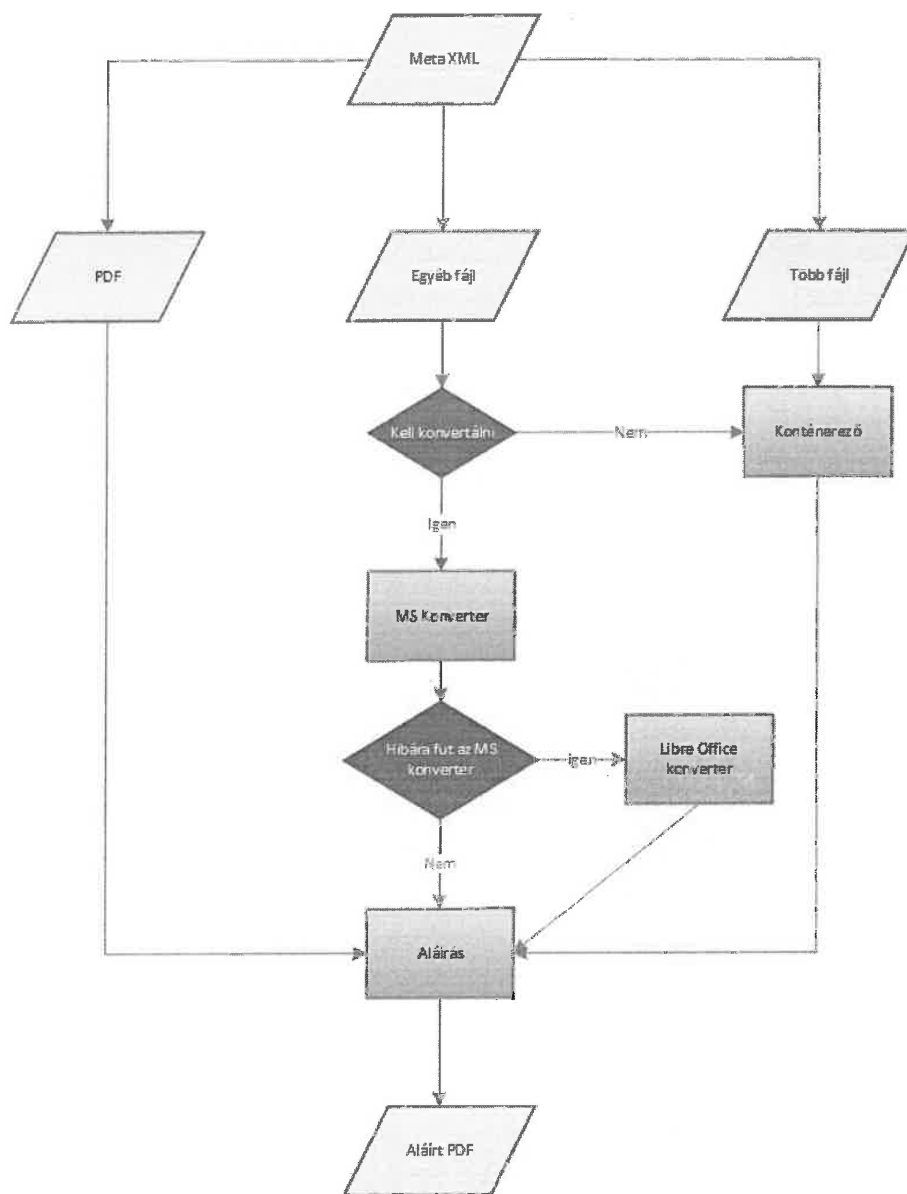 Meta XML
PDF
Egyéb fájl
Több fájl
Kell konvertálni
Nem
Konténerező
Igen
MS Konverter
Hibára fut az MS
konverter
Igen
Libre Office
konverter
Nem
Aláírás
Aláírt PDF